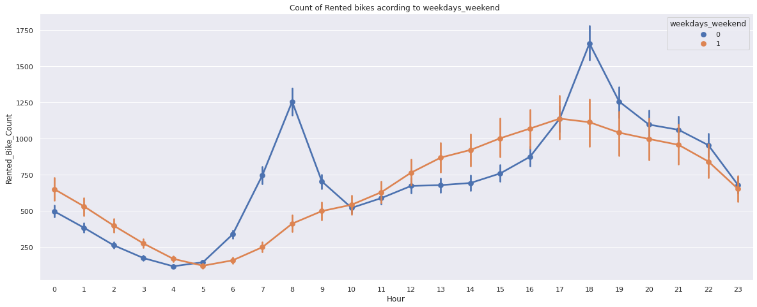 Count of Rented bikes acording to weekdays_weekend
weekdays_weekend
0
1
1750
1500
1250
1000
750
500
250
Rented_Bike_Count
0 1 2 3 4 5 6 7 8 9 10 11 12 13 14 15 16 17 18 19 20 21 22 23
Hour